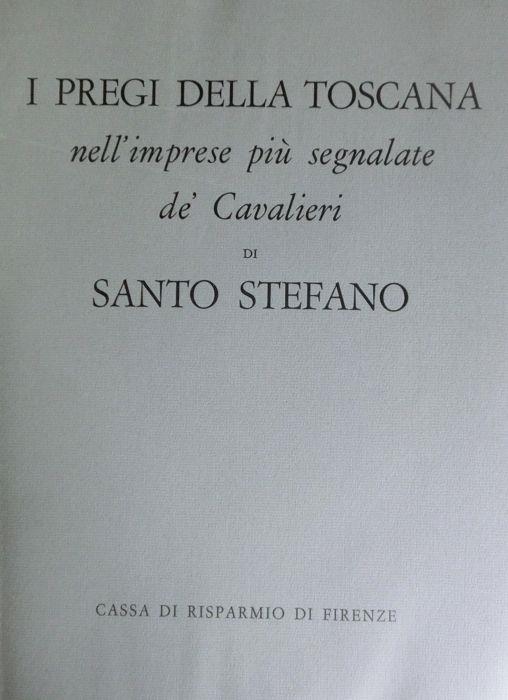 I PREGI DELLA TOSCANA
nell'imprese più segnalate
de' Cavalieri
DI
SANTO STEFANO
CASSA DI RISPARMIO DI FIRENZE